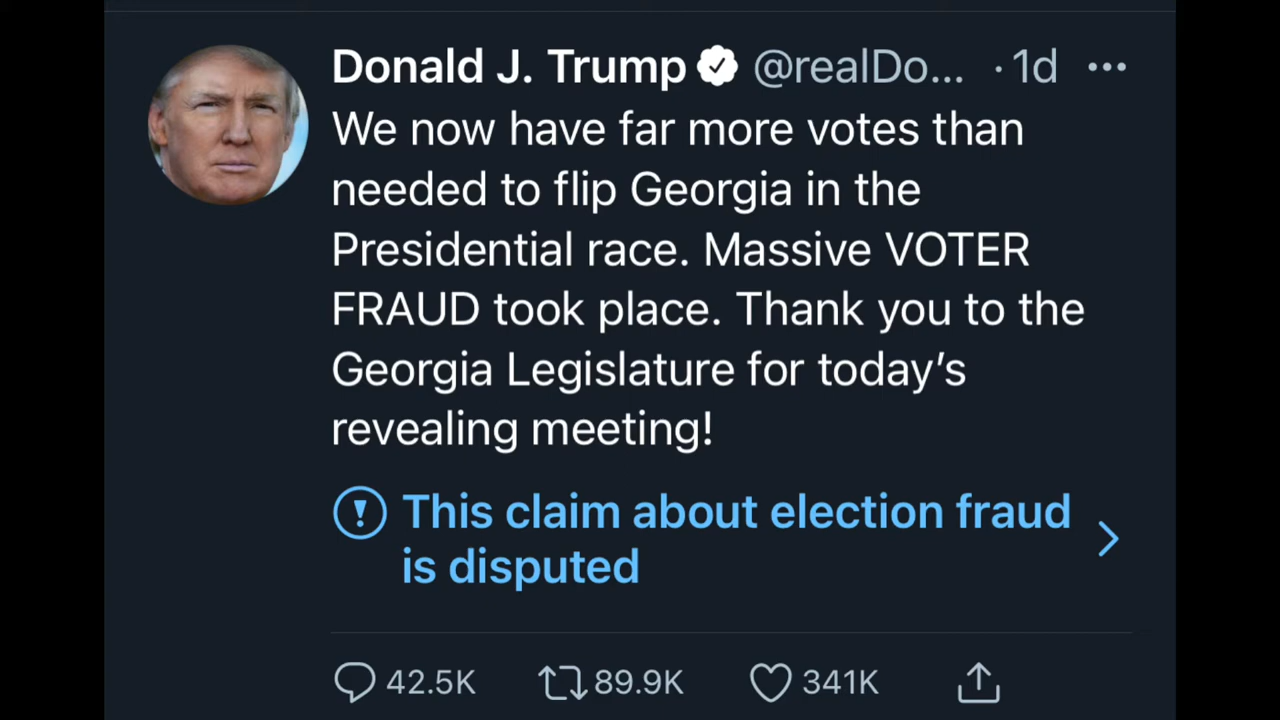 Donald J. Trump @realDo... · 1d
We now have far more votes than
needed to flip Georgia in the
Presidential race. Massive VOTER
FRAUD took place. Thank you to the
Georgia Legislature for today’s
revealing meeting!
This claim about election fraud
is disputed
42.5K 89.9K 341K